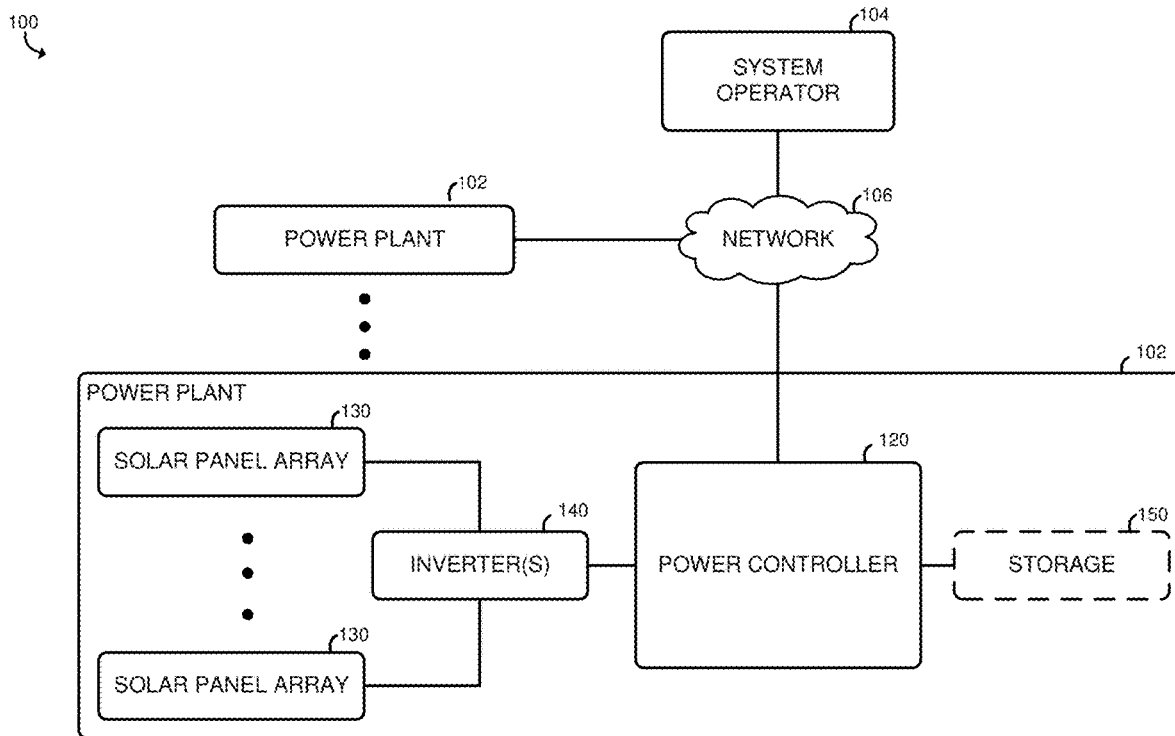 100
104
SYSTEM
OPERATOR
102
POWER PLANT
106
NETWORK
102
POWER PLANT
130
SOLAR PANEL ARRAY
120
140
INVERTER(S)
POWER CONTROLLER
150
STORAGE
130
SOLAR PANEL ARRAY